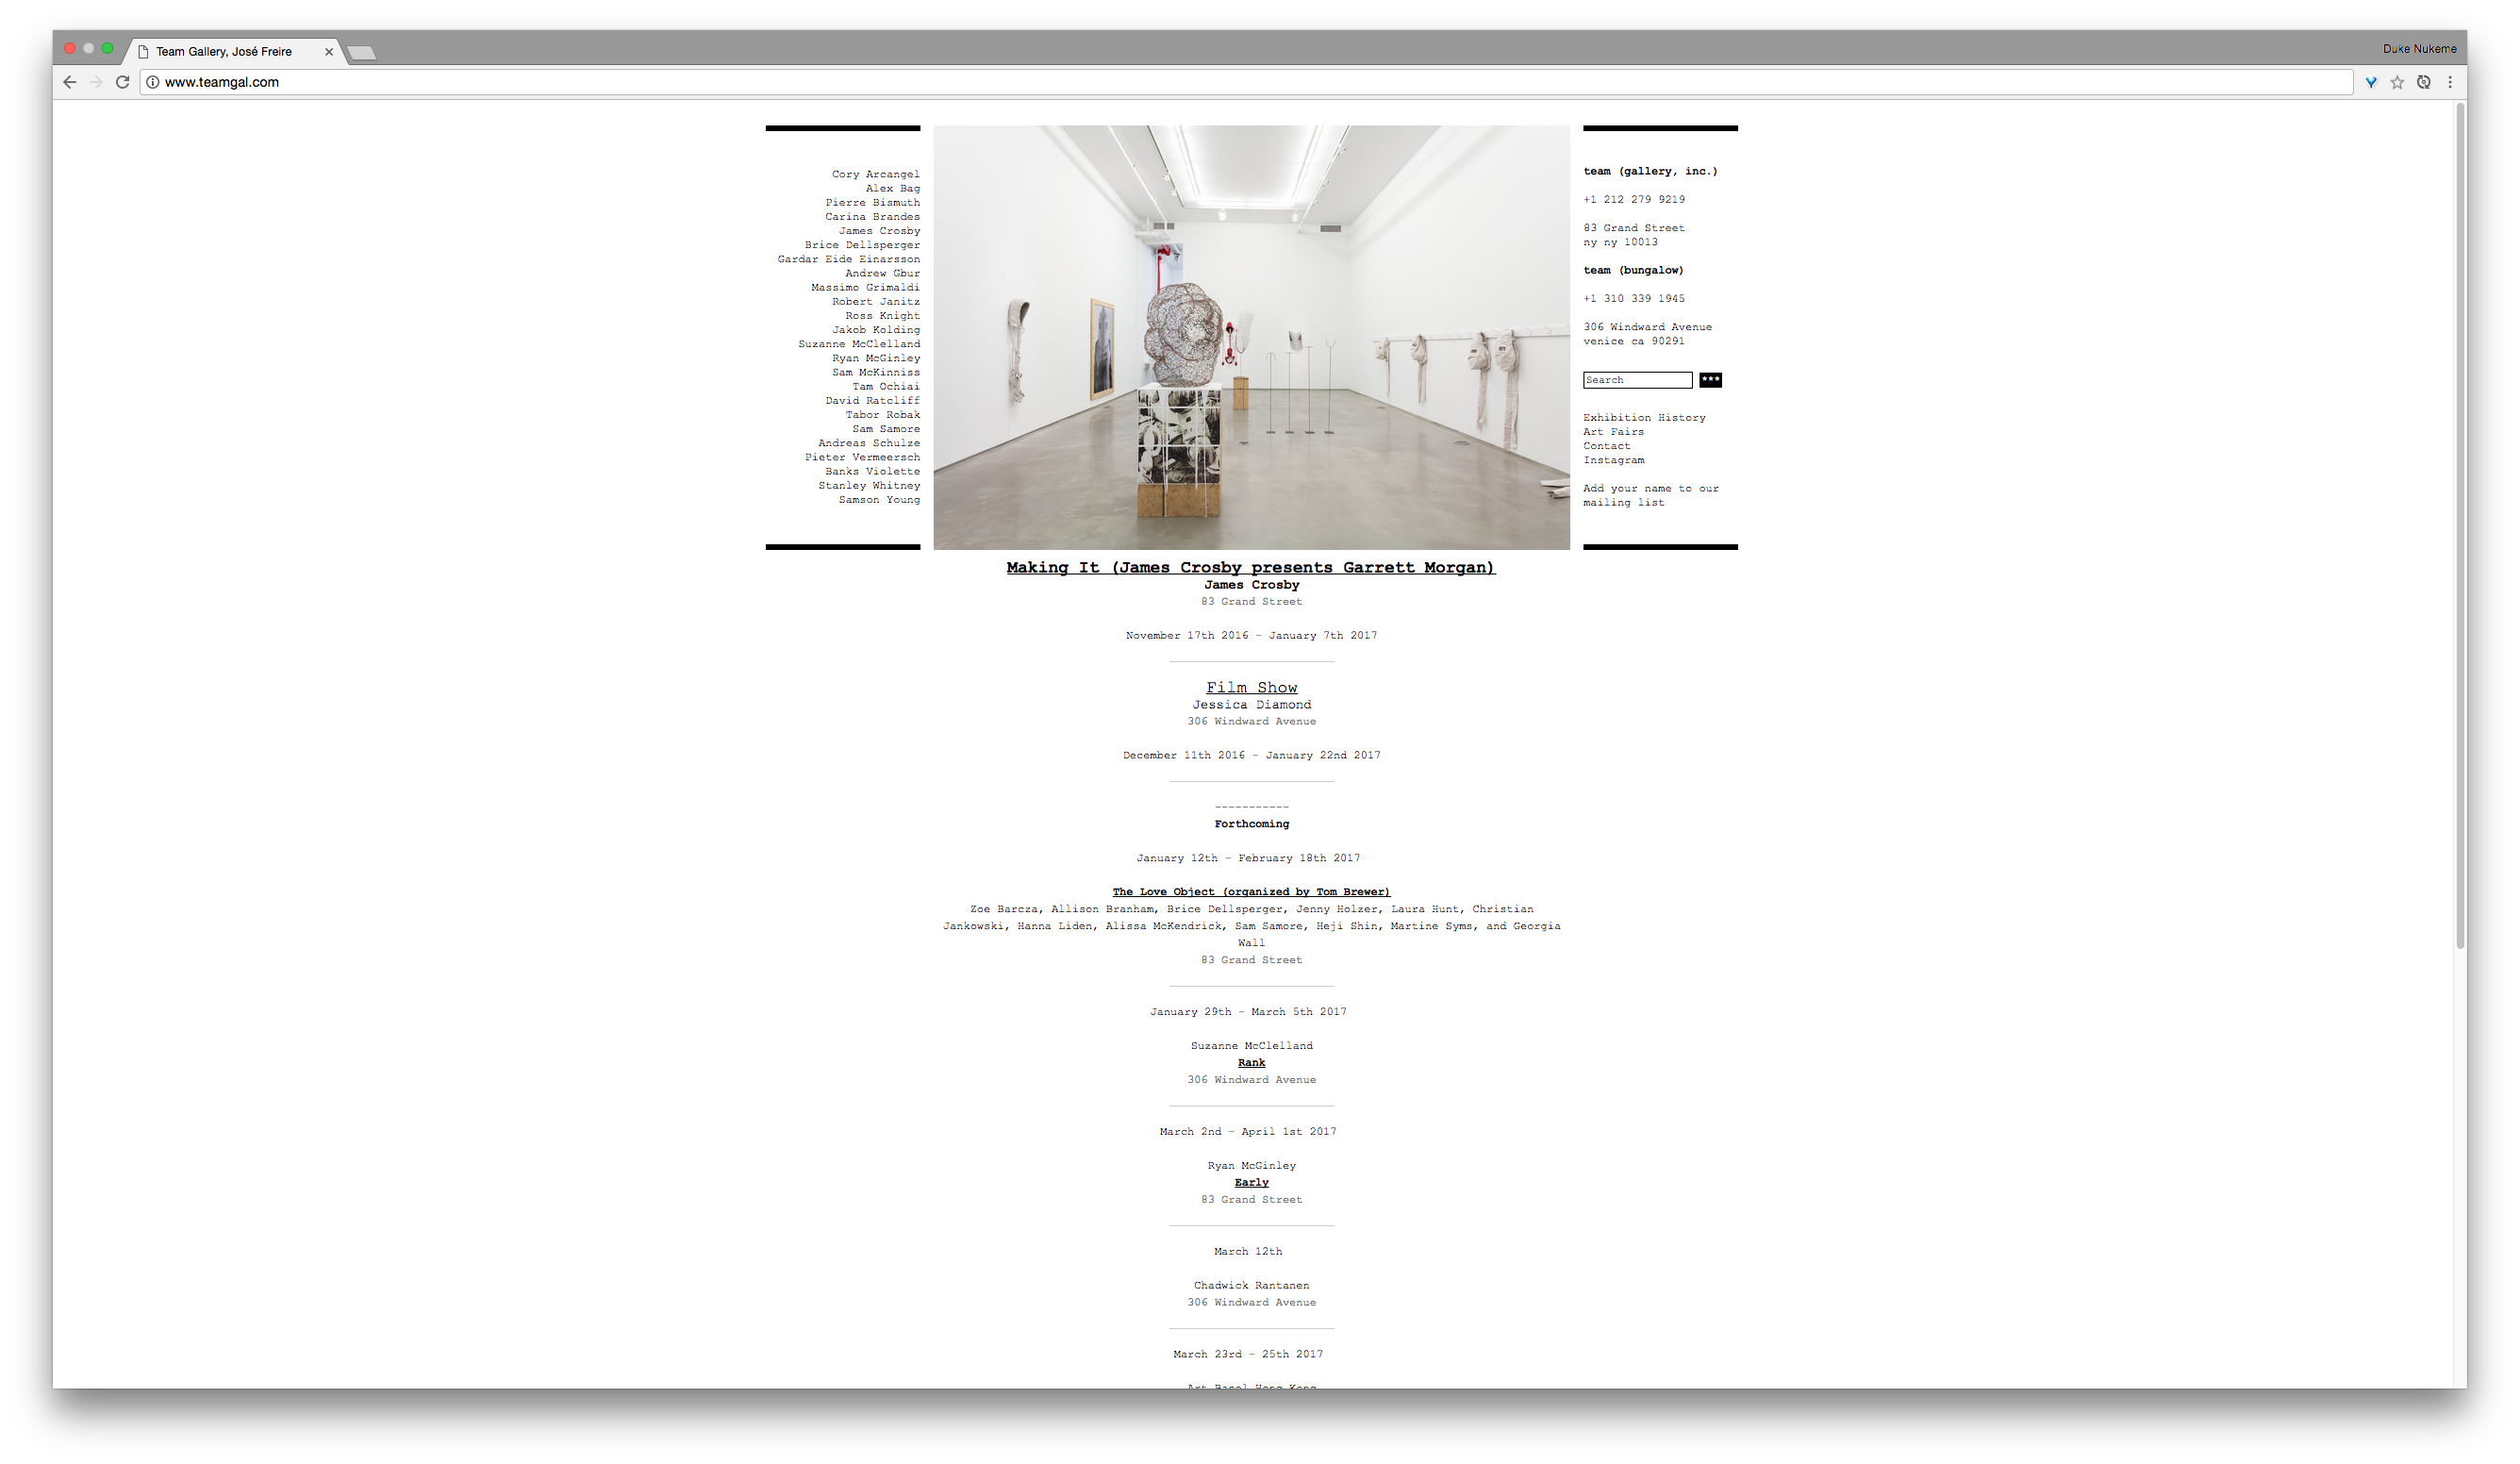 Team Gallery, José Freire
Duke Nukeme
www.teamgal.com
Cory Arcangel
Alex Bag
Pierre Bismuth
Carina Brandes
James Crosby
Brice Dellsperger
Gardar Eide Einarsson
Andrew Gbur
Massimo Grimaldi
Robert Janitz
Ross Knight
Jakob Kolding
Suzanne McClelland
Ryan McGinley
Sam McKinniss
Tam Ochiai
David Ratcliff
Tabor Robak
Sam Samore
Andreas Schulze
Pieter Vermeersch
Banks Violette
Stanley Whitney
Samson Young
team (gallery, inc.)
+1 212 279 9219
83 Grand Street
ny ny 10013
team (bungalow)
+1 310 339 1945
306 Windward Avenue
venice ca 90291
Search ***
Exhibition History
Art Fairs
Contact
Instagram
Add your name to our
mailing list
Making It (James Crosby presents Garrett Morgan)
James Crosby
83 Grand Street
November 17th 2016 - January 7th 2017
Film Show
Jessica Diamond
306 Windward Avenue
December 11th 2016 - January 22nd 2017
-----------
Forthcoming
January 12th - February 18th 2017
The Love Object (organized by Tom Brewer)
Zoe Barcza, Allison Branham, Brice Dellsperger, Jenny Holzer, Laura Hunt, Christian
Jankowski, Hanna Liden, Alissa McKendrick, Sam Samore, Heji Shin, Martine Syms, and Georgia
Wall
83 Grand Street
January 29th - March 5th 2017
Suzanne McClelland
Rank
306 Windward Avenue
March 2nd - April 1st 2017
Ryan McGinley
Early
83 Grand Street
March 12th
Chadwick Rantanen
306 Windward Avenue
March 23rd - 25th 2017
Art Basel Hong Kong